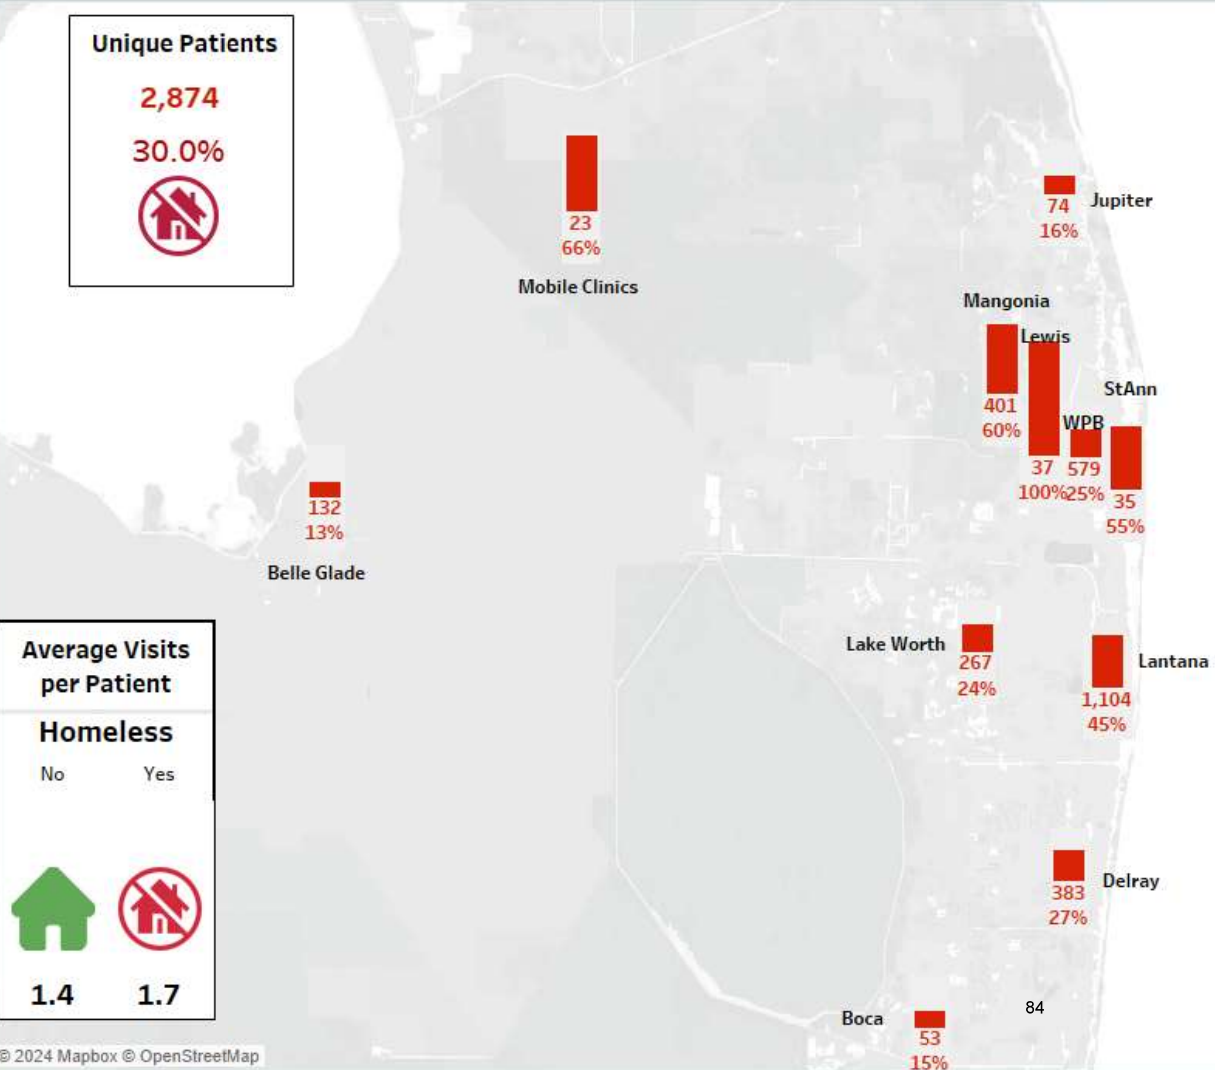 Unique Patients
2,874
30.0%
23
66%
Mobile Clinics
74
16%
Jupiter
Mangonia
401
60%
Lewis
37
100%
WPB
579
25%
StAnn
35
55%
132
13%
Belle Glade
Lake Worth
267
24%
Lantana
1,104
45%
Average Visits
per Patient
Homeless
No Yes
1.4 1.7
Delray
383
27%
Boca
53
15%
84
© 2024 Mapbox © OpenStreetMap